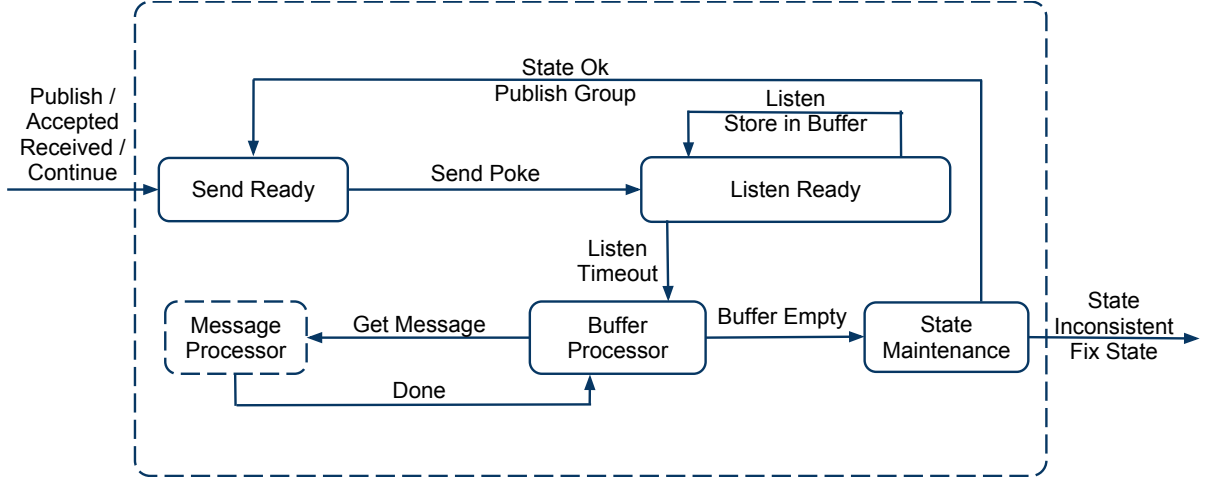 State Ok
Publish Group
Publish /
Accepted
Received /
Continue
Listen
Store in Buffer
Send Ready
Send Poke
Listen Ready
Listen
Timeout
Message
Processor
Get Message
Buffer
Processor
Buffer Empty
State
Maintenance
State
Inconsistent
Fix State
Done